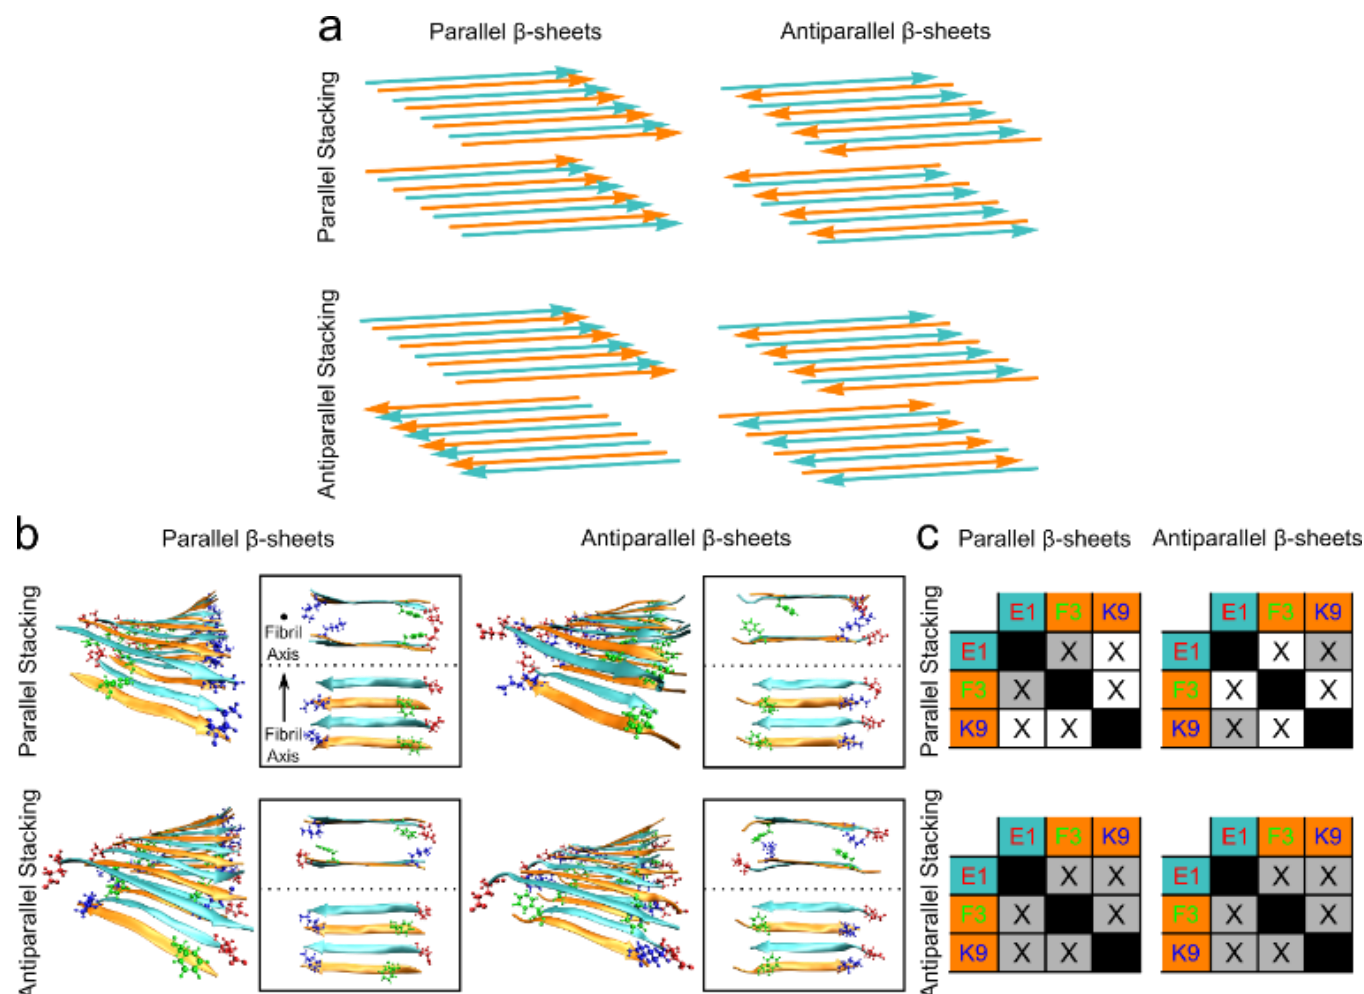 a
Parallel β-sheets
Antiparallel β-sheets
Parallel Stacking
Antiparallel Stacking
b
Parallel β-sheets
Antiparallel β-sheets
Parallel Stacking
Fibril
Axis
Fibril
Axis
Antiparallel Stacking
c
Parallel β-sheets
Antiparallel β-sheets
Parallel Stacking
E1 F3 K9
E1 X X
F3 X X
K9 X X
E1 F3 K9
E1 X X
F3 X X
K9 X X
Antiparallel Stacking
E1 F3 K9
E1 X X
F3 X X
K9 X X
E1 F3 K9
E1 X X
F3 X X
K9 X X